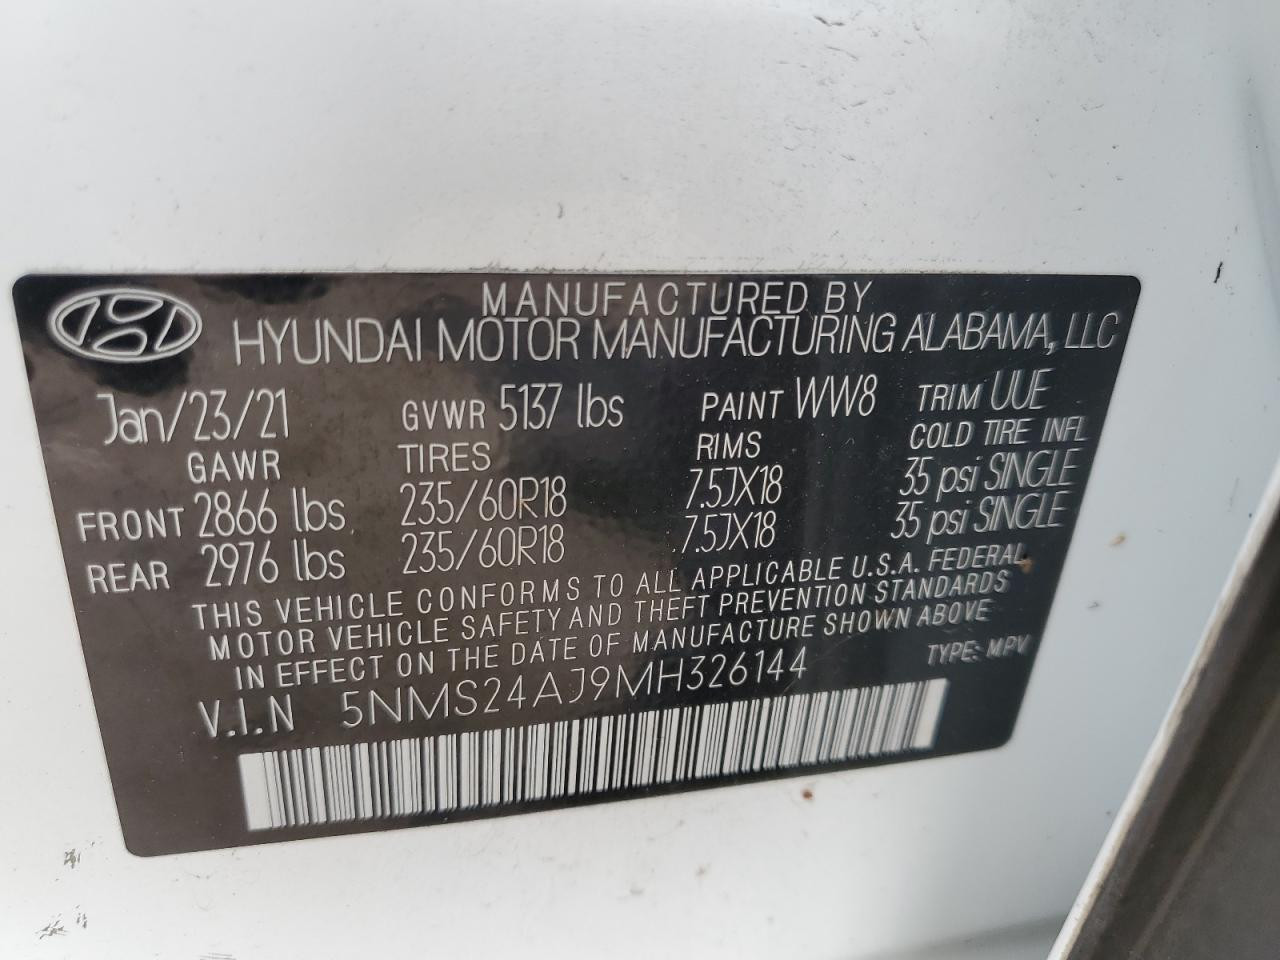 MANUFACTURED BY
HYUNDAI MOTOR MANUFACTURING ALABAMA, LLC
Jan/23/21 GVWR 5137 lbs PAINT WW8 TRIM UUE
GAWR TIRES RIMS COLD TIRE INFL
FRONT 2866 lbs 235/60R18 7.5JX18 35 psi SINGLE
REAR 2976 lbs 235/60R18 7.5JX18 35 psi SINGLE
THIS VEHICLE CONFORMS TO ALL APPLICABLE U.S.A. FEDERAL
MOTOR VEHICLE SAFETY AND THEFT PREVENTION STANDARDS
IN EFFECT ON THE DATE OF MANUFACTURE SHOWN ABOVE
V.I.N 5NMS24AJ9MH326144 TYPE: MPV